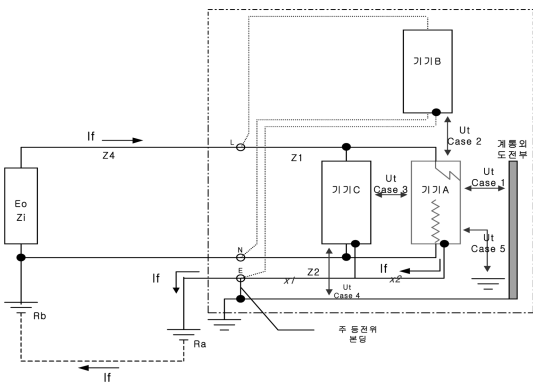 기기B
If
L
Z4
Z1
Ut
Case 2
계통외
도전부
Eo
Zi
기기C
Ut
Case 3
기기A
Ut
Case 1
Ut
Case 5
N
If
E
Z2
x1
If
x2
Ut
Case 4
Rb
Ra
주 등전위
본딩
If